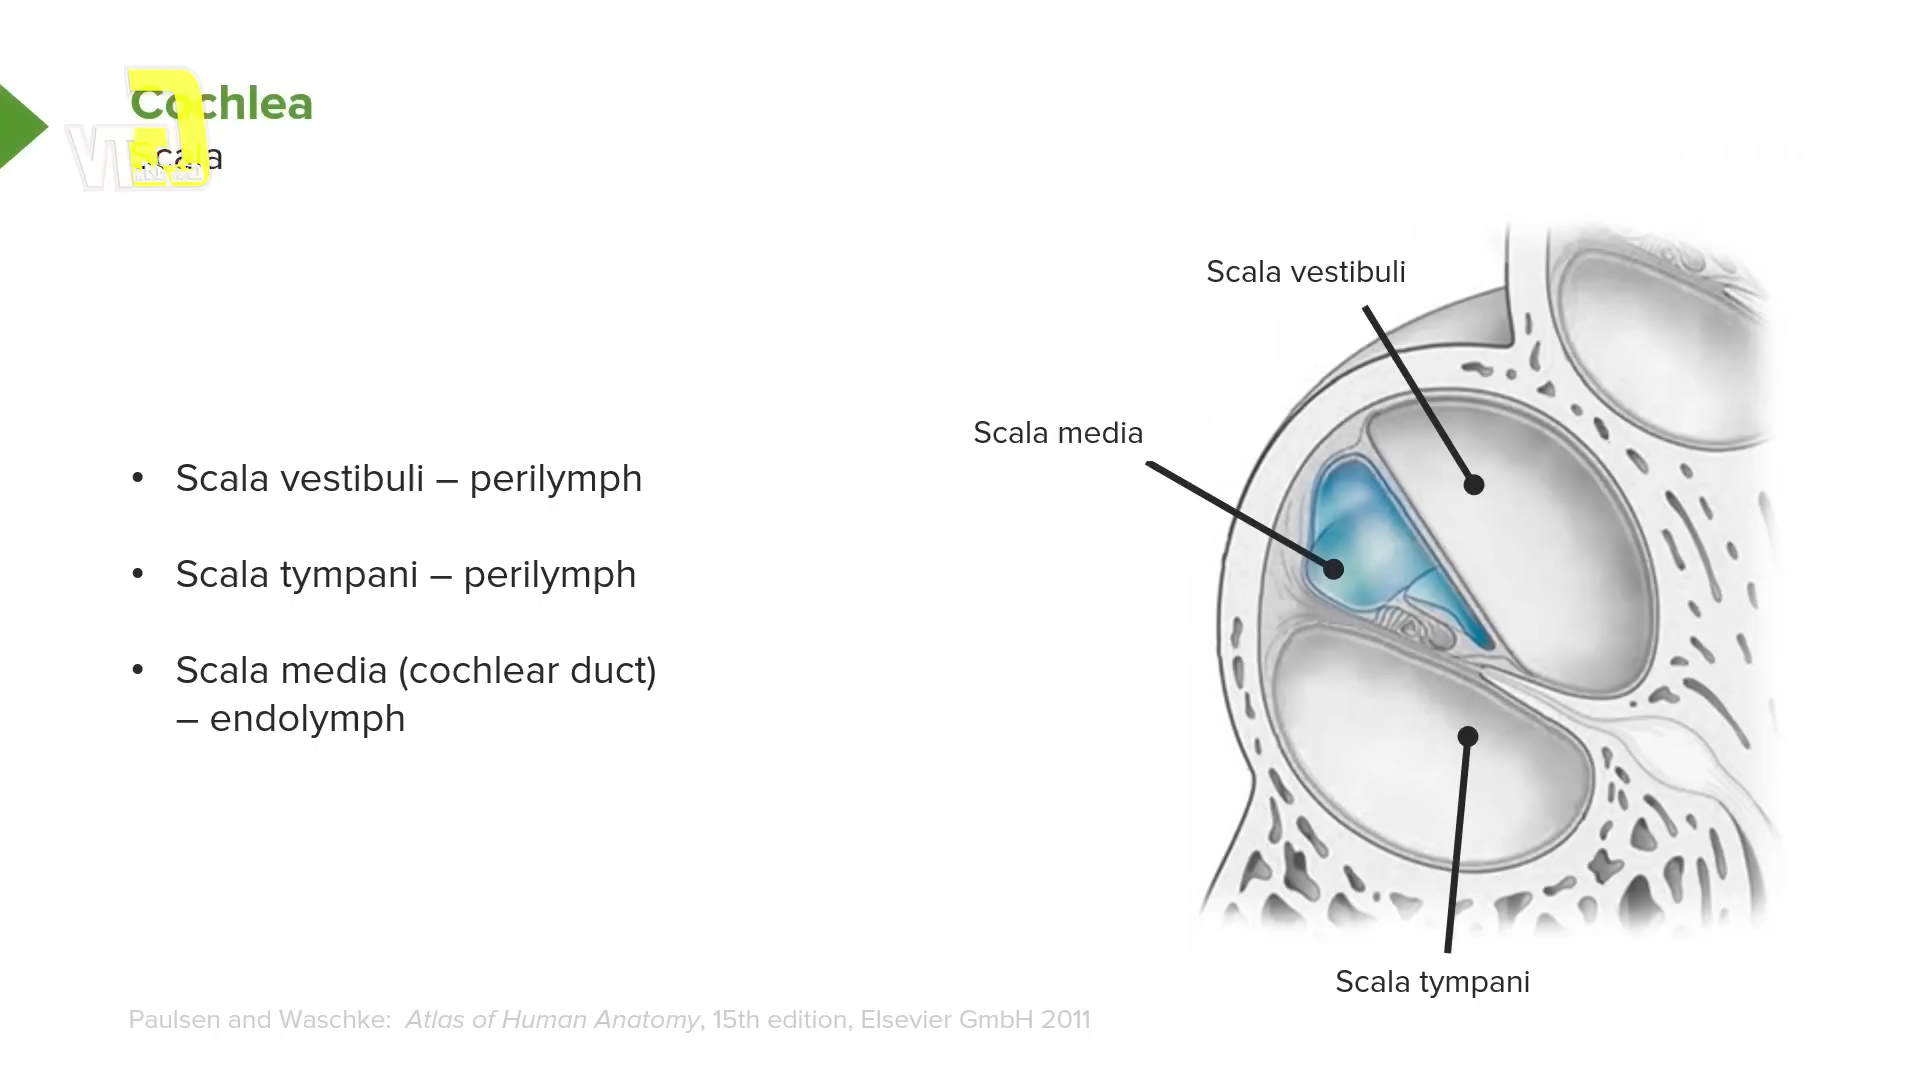 Cochlea
Scala
Scala vestibuli
Scala media
• Scala vestibuli – perilymph
• Scala tympani – perilymph
• Scala media (cochlear duct)
– endolymph
Scala tympani
Paulsen and Waschke: Atlas of Human Anatomy, 15th edition, Elsevier GmbH 2011